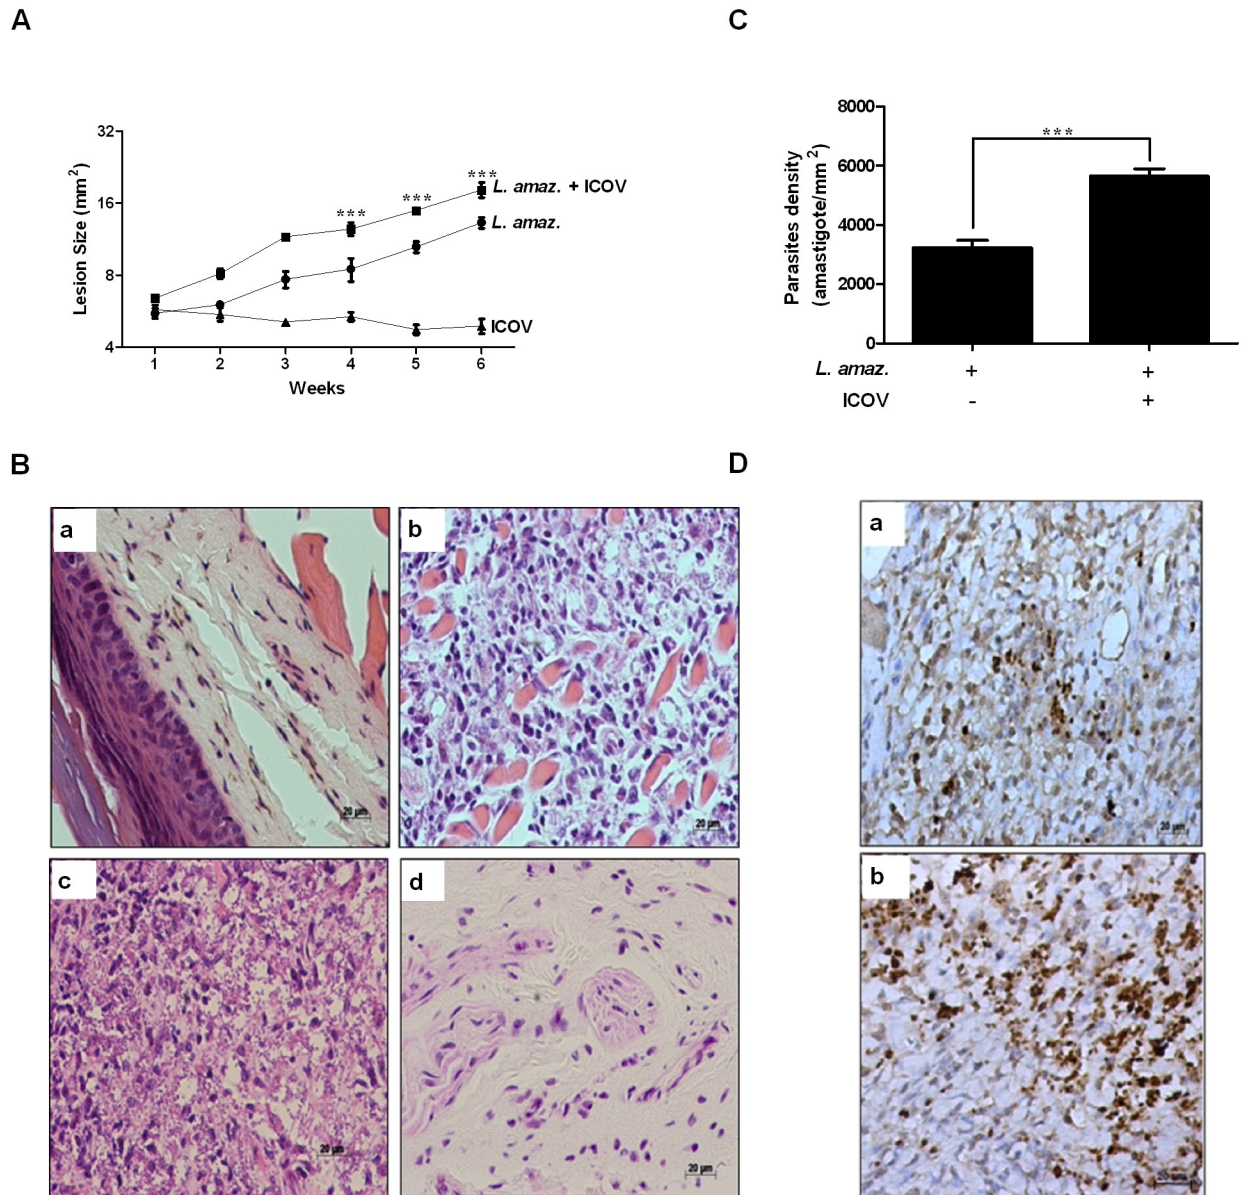 A
32
16
8
4
Lesion Size (mm²)
*** *** ***
L. amaz. + ICOV
L. amaz.
ICOV
1 2 3 4 5 6
Weeks
C
8000
6000
4000
2000
0
Parasites density
(amastigote/mm²)
***
L. amaz. + +
ICOV - +
B
a
20 µm
b
20 µm
c
20 µm
d
20 µm
D
a
20 µm
b
20 µm